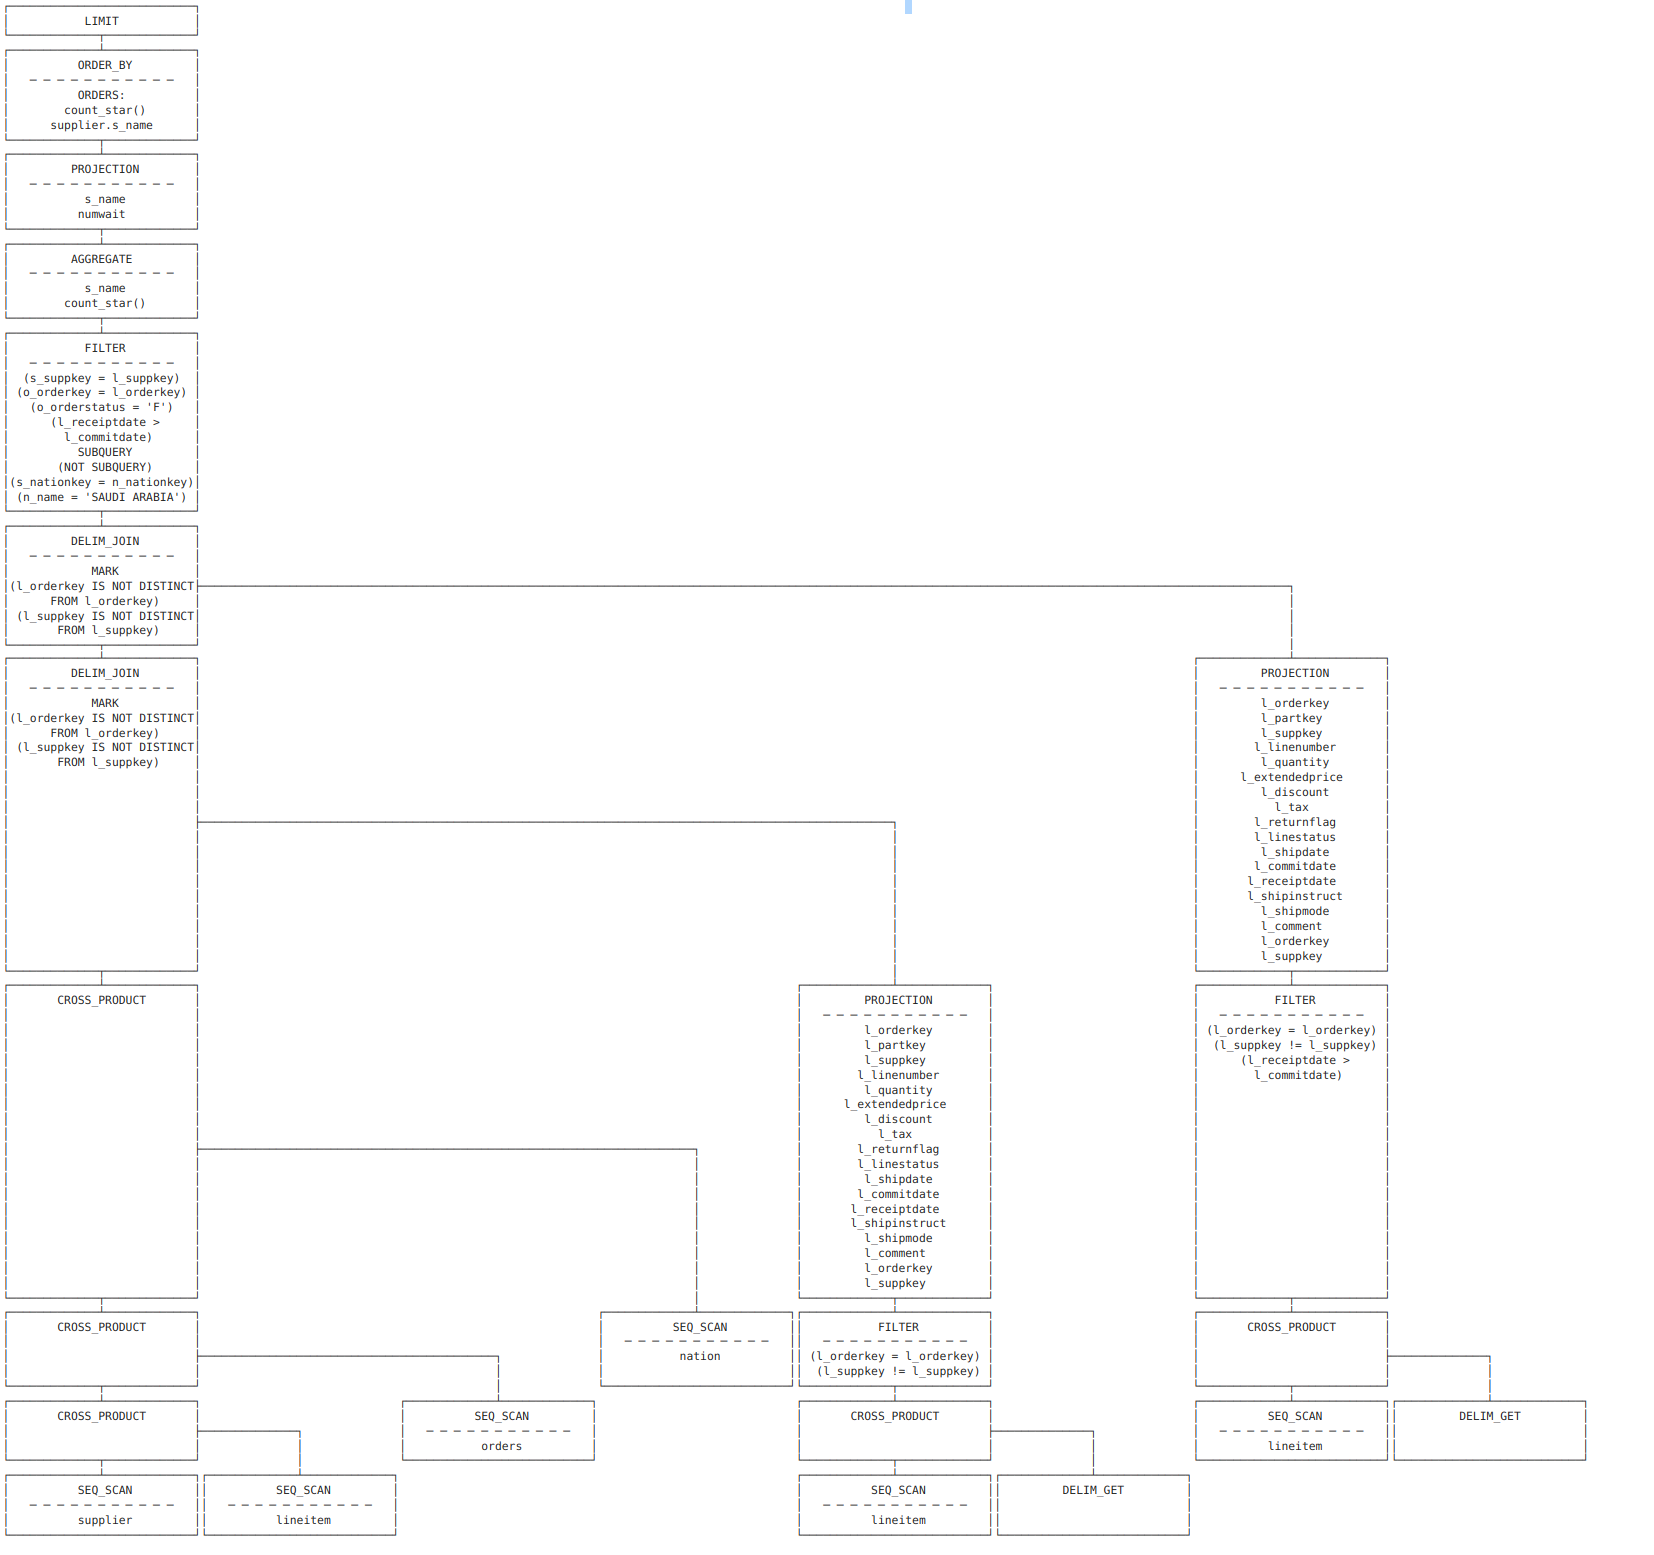 LIMIT
ORDER_BY
ORDERS:
count_star()
supplier.s_name
PROJECTION
s_name
numwait
AGGREGATE
s_name
count_star()
FILTER
(s_suppkey = l_suppkey)
(o_orderkey = l_orderkey)
(o_orderstatus = 'F')
(l_receiptdate >
l_commitdate)
SUBQUERY
(NOT SUBQUERY)
(s_nationkey = n_nationkey)
(n_name = 'SAUDI ARABIA')
DELIM_JOIN
MARK
(l_orderkey IS NOT DISTINCT
FROM l_orderkey)
(l_suppkey IS NOT DISTINCT
FROM l_suppkey)
DELIM_JOIN
MARK
(l_orderkey IS NOT DISTINCT
FROM l_orderkey)
(l_suppkey IS NOT DISTINCT
FROM l_suppkey)
PROJECTION
l_orderkey
l_partkey
l_suppkey
l_linenumber
l_quantity
l_extendedprice
l_discount
l_tax
l_returnflag
l_linestatus
l_shipdate
l_commitdate
l_receiptdate
l_shipinstruct
l_shipmode
l_comment
l_orderkey
l_suppkey
CROSS_PRODUCT
PROJECTION
l_orderkey
l_partkey
l_suppkey
l_linenumber
l_quantity
l_extendedprice
l_discount
l_tax
l_returnflag
l_linestatus
l_shipdate
l_commitdate
l_receiptdate
l_shipinstruct
l_shipmode
l_comment
l_orderkey
l_suppkey
FILTER
(l_orderkey = l_orderkey)
(l_suppkey != l_suppkey)
(l_receiptdate >
l_commitdate)
CROSS_PRODUCT
SEQ_SCAN
nation
FILTER
(l_orderkey = l_orderkey)
(l_suppkey != l_suppkey)
CROSS_PRODUCT
CROSS_PRODUCT
SEQ_SCAN
orders
CROSS_PRODUCT
SEQ_SCAN
lineitem
DELIM_GET
SEQ_SCAN
supplier
SEQ_SCAN
lineitem
SEQ_SCAN
lineitem
DELIM_GET